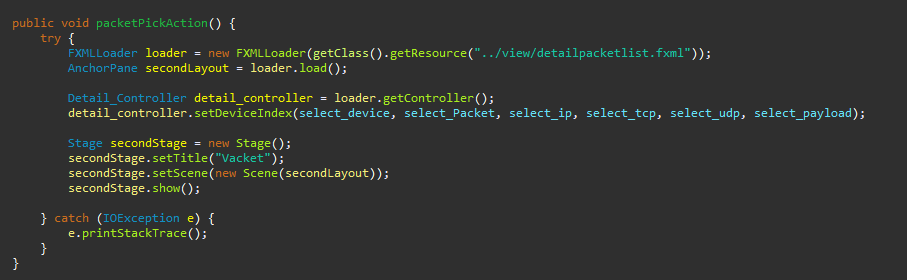 public void packetPickAction() {
    try {
        FXMLLoader loader = new FXMLLoader(getClass().getResource("../view/detailpacketlist.fxml"));
        AnchorPane secondLayout = loader.load();

        Detail_Controller detail_controller = loader.getController();
        detail_controller.setDeviceIndex(select_device, select_Packet, select_ip, select_tcp, select_udp, select_payload);

        Stage secondStage = new Stage();
        secondStage.setTitle("Vacket");
        secondStage.setScene(new Scene(secondLayout));
        secondStage.show();

    } catch (IOException e) {
        e.printStackTrace();
    }
}